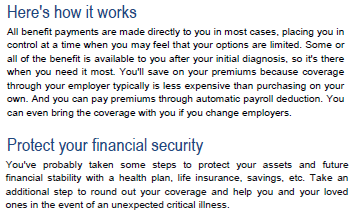 Here's how it works
All benefit payments are made directly to you in most cases, placing you in
control at a time when you may feel that your options are limited. Some or
all of the benefit is available to you after your initial diagnosis, so it's there
when you need it most. You'll save on your premiums because coverage
through your employer typically is less expensive than purchasing on your
own. And you can pay premiums through automatic payroll deduction. You
can even bring the coverage with you if you change employers.
Protect your financial security
You've probably taken some steps to protect your assets and future
financial stability with a health plan, life insurance, savings, etc. Take an
additional step to round out your coverage and help you and your loved
ones in the event of an unexpected critical illness.